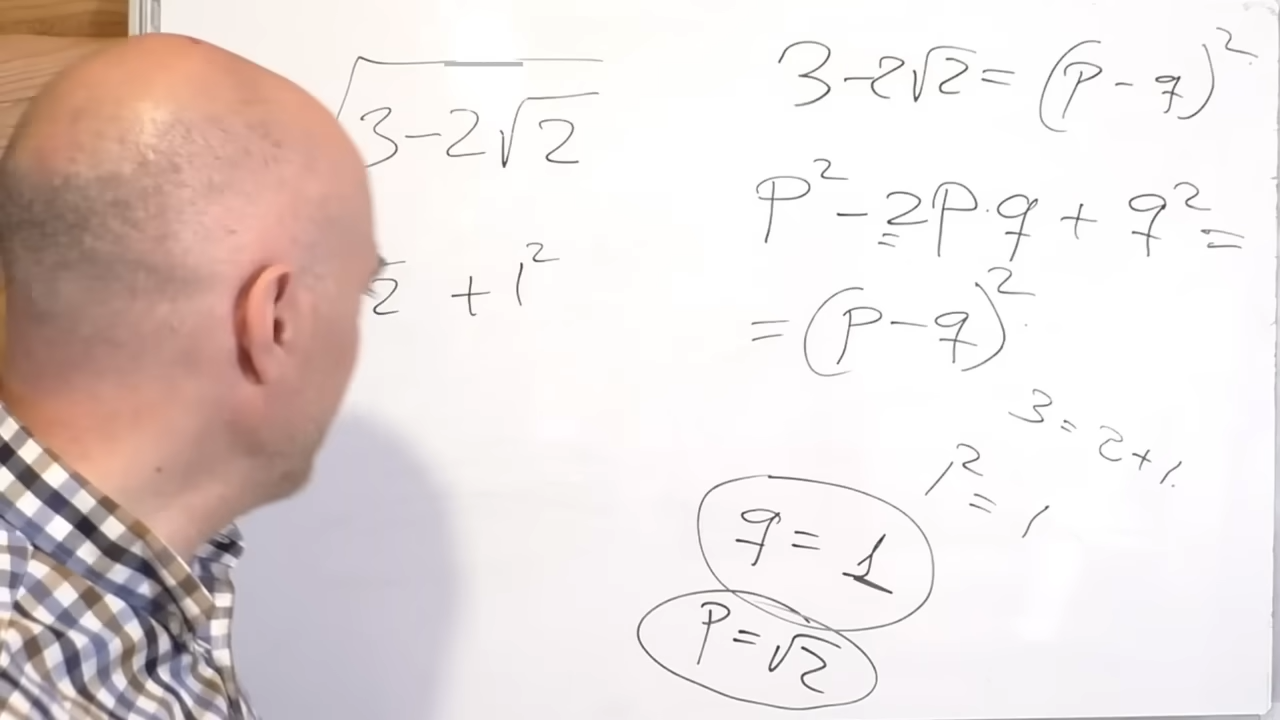 √(3-2√2)
2 + 1²
3-2√2 = (p-q)²
p² - 2p·q + q² =
= (p-q)²
3 = 2+1.
1² = 1
q = 1
p = √2